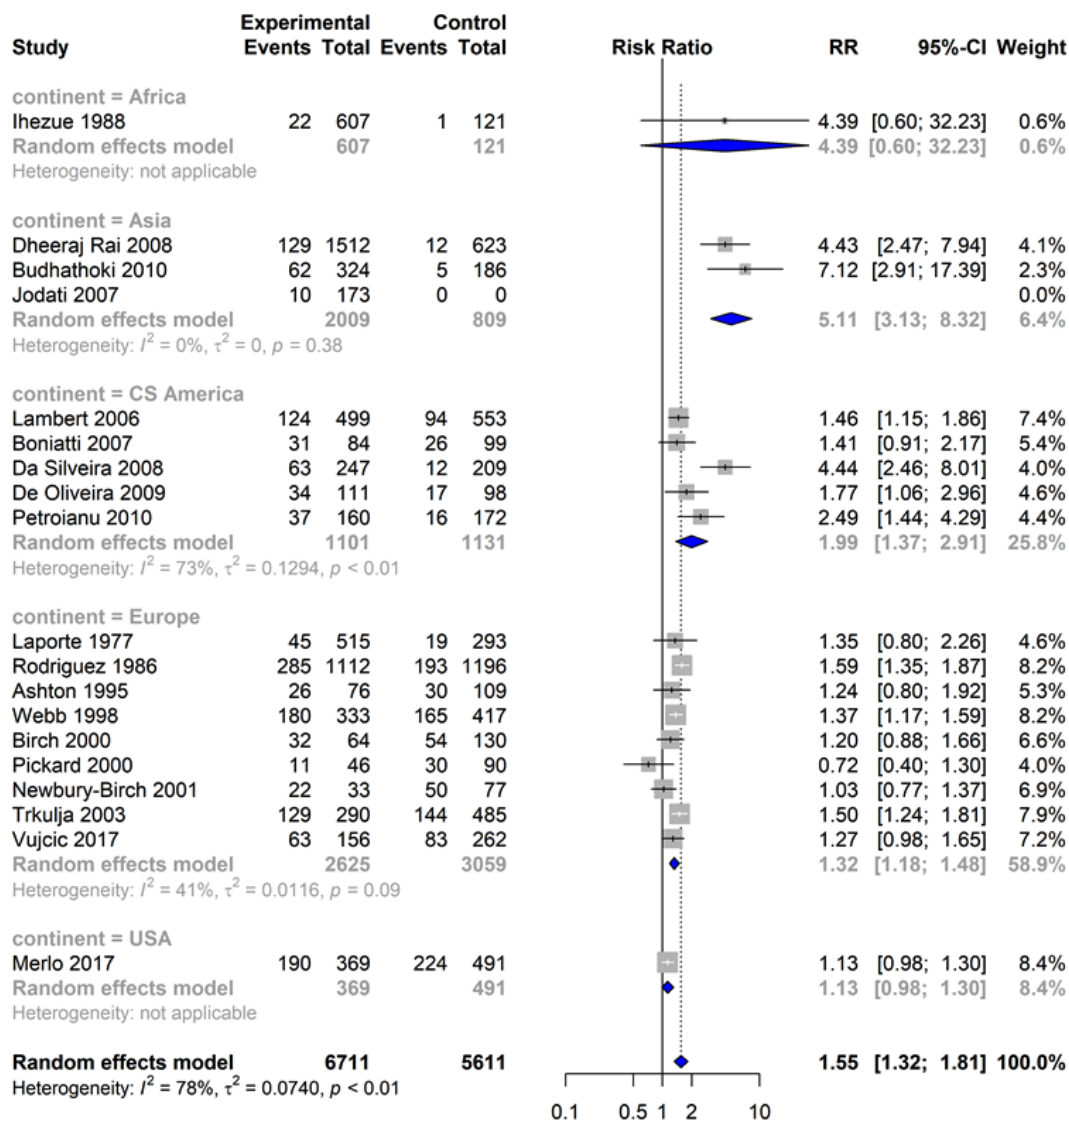 Experimental Control
Study Events Total Events Total Risk Ratio RR 95%-CI Weight
continent = Africa
Ihezue 1988 22 607 1 121 4.39 [0.60; 32.23] 0.6%
Random effects model 607 121 4.39 [0.60; 32.23] 0.6%
Heterogeneity: not applicable
continent = Asia
Dheeraj Rai 2008 129 1512 12 623 4.43 [2.47; 7.94] 4.1%
Budhathoki 2010 62 324 5 186 7.12 [2.91; 17.39] 2.3%
Jodati 2007 10 173 0 0 0.0%
Random effects model 2009 809 5.11 [3.13; 8.32] 6.4%
Heterogeneity: I² = 0%, τ² = 0, p = 0.38
continent = CS America
Lambert 2006 124 499 94 553 1.46 [1.15; 1.86] 7.4%
Boniatti 2007 31 84 26 99 1.41 [0.91; 2.17] 5.4%
Da Silveira 2008 63 247 12 209 4.44 [2.46; 8.01] 4.0%
De Oliveira 2009 34 111 17 98 1.77 [1.06; 2.96] 4.6%
Petroianu 2010 37 160 16 172 2.49 [1.44; 4.29] 4.4%
Random effects model 1101 1131 1.99 [1.37; 2.91] 25.8%
Heterogeneity: I² = 73%, τ² = 0.1294, p < 0.01
continent = Europe
Laporte 1977 45 515 19 293 1.35 [0.80; 2.26] 4.6%
Rodriguez 1986 285 1112 193 1196 1.59 [1.35; 1.87] 8.2%
Ashton 1995 26 76 30 109 1.24 [0.80; 1.92] 5.3%
Webb 1998 180 333 165 417 1.37 [1.17; 1.59] 8.2%
Birch 2000 32 64 54 130 1.20 [0.88; 1.66] 6.6%
Pickard 2000 11 46 30 90 0.72 [0.40; 1.30] 4.0%
Newbury-Birch 2001 22 33 50 77 1.03 [0.77; 1.37] 6.9%
Trkulja 2003 129 290 144 485 1.50 [1.24; 1.81] 7.9%
Vujcic 2017 63 156 83 262 1.27 [0.98; 1.65] 7.2%
Random effects model 2625 3059 1.32 [1.18; 1.48] 58.9%
Heterogeneity: I² = 41%, τ² = 0.0116, p = 0.09
continent = USA
Merlo 2017 190 369 224 491 1.13 [0.98; 1.30] 8.4%
Random effects model 369 491 1.13 [0.98; 1.30] 8.4%
Heterogeneity: not applicable
Random effects model 6711 5611 1.55 [1.32; 1.81] 100.0%
Heterogeneity: I² = 78%, τ² = 0.0740, p < 0.01
0.1 0.5 1 2 10